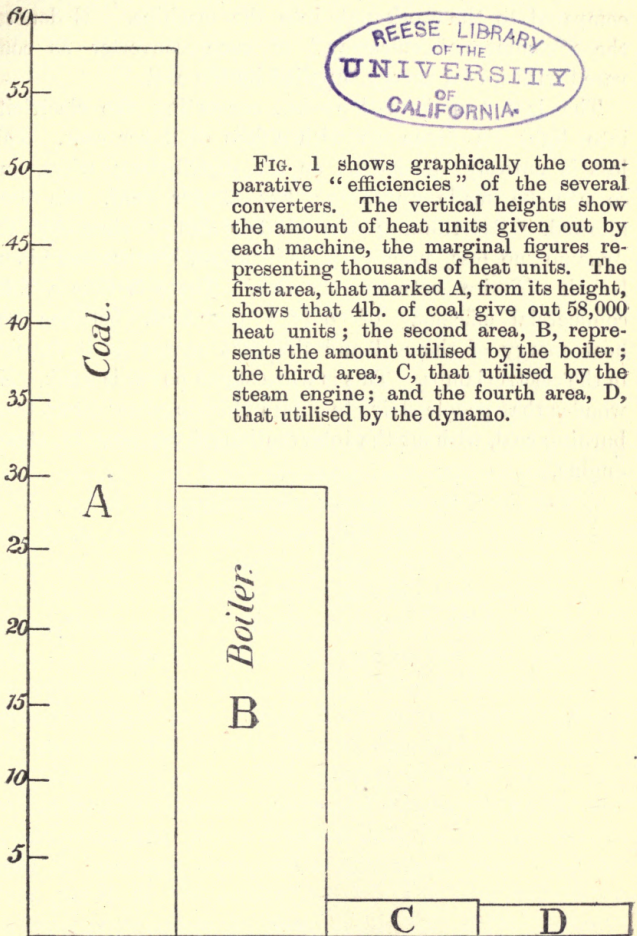 60
REESE LIBRARY
OF THE
UNIVERSITY
OF
CALIFORNIA.
55
50
FIG. 1 shows graphically the com-
parative “efficiencies” of the several
converters. The vertical heights show
the amount of heat units given out by
each machine, the marginal figures re-
presenting thousands of heat units. The
first area, that marked A, from its height,
shows that 4lb. of coal give out 58,000
heat units; the second area, B, repre-
sents the amount utilised by the boiler;
the third area, C, that utilised by the
steam engine; and the fourth area, D,
that utilised by the dynamo.
45
40
35
Coal.
A
30
25
20
15
10
5
Boiler.
B
C
D